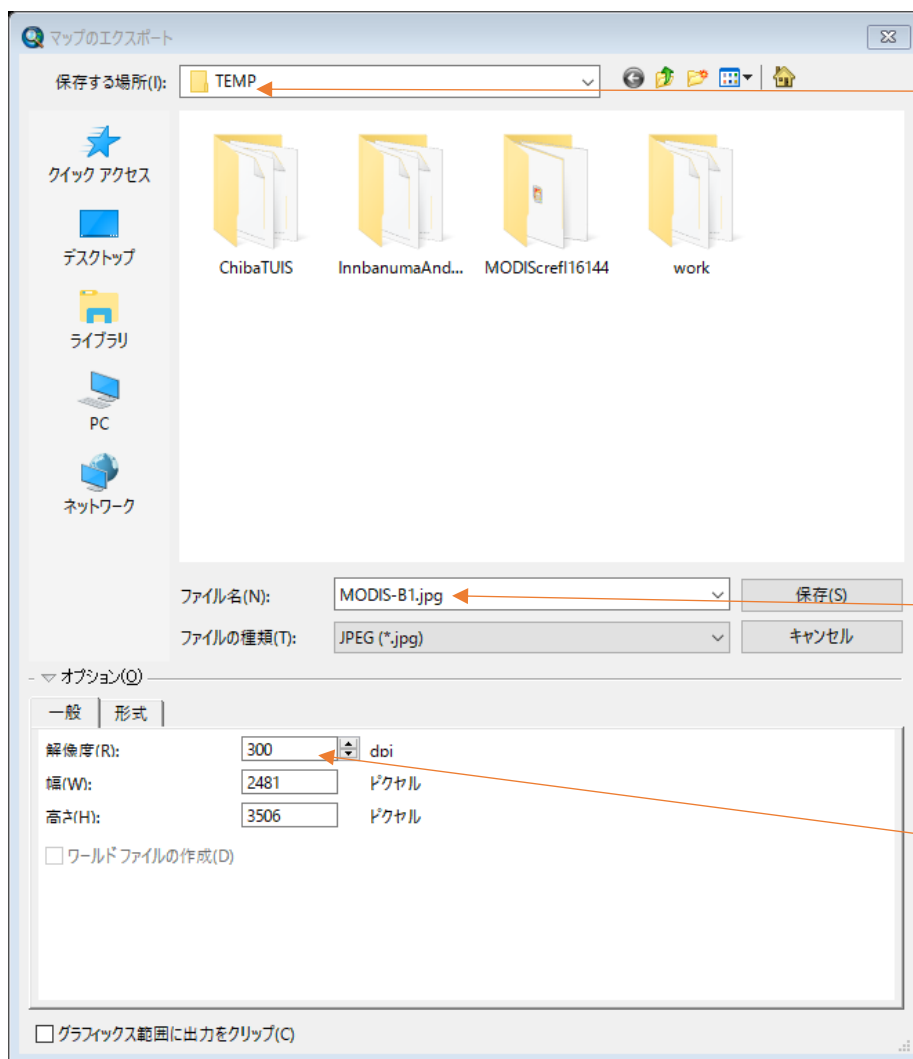 マップのエクスポート
保存する場所(I): TEMP
クイック アクセス
デスクトップ
ライブラリ
PC
ネットワーク
ChibaTUIS InnbanumaAnd... MODIScrefl16144 work
ファイル名(N): MODIS-B1.jpg 保存(S)
ファイルの種類(T): JPEG (*.jpg) キャンセル
オプション(O)
一般 形式
解像度(R): 300 dpi
幅(W): 2481 ピクセル
高さ(H): 3506 ピクセル
ワールド ファイルの作成(D)
グラフィックス範囲に出力をクリップ(C)